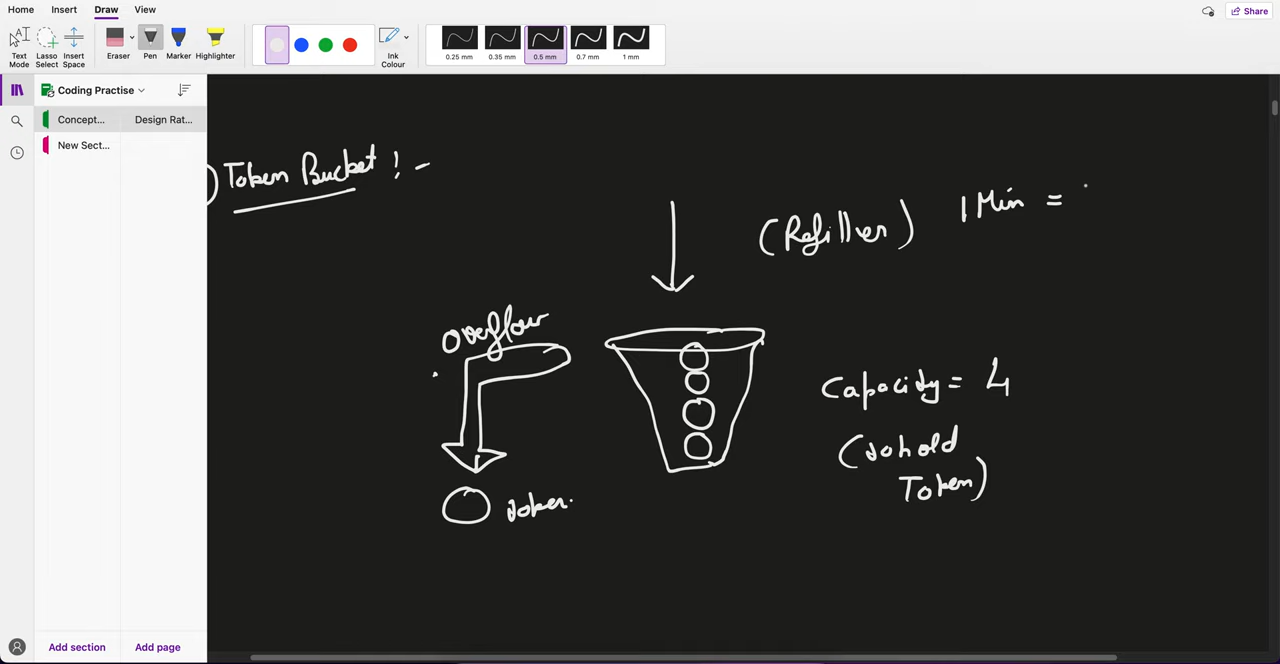 Home Insert Draw View
Share
Text Mode
Lasso Select
Insert Space
Eraser
Pen
Marker
Highlighter
Ink Colour
0.25 mm
0.35 mm
0.5 mm
0.7 mm
1 mm
Coding Practise
Concept...
Design Rat...
New Sect...
) Token Bucket ! -
(Refiller) 1 Min =
overflow
Capacity = 4
(to hold
Token)
token.
Add section
Add page